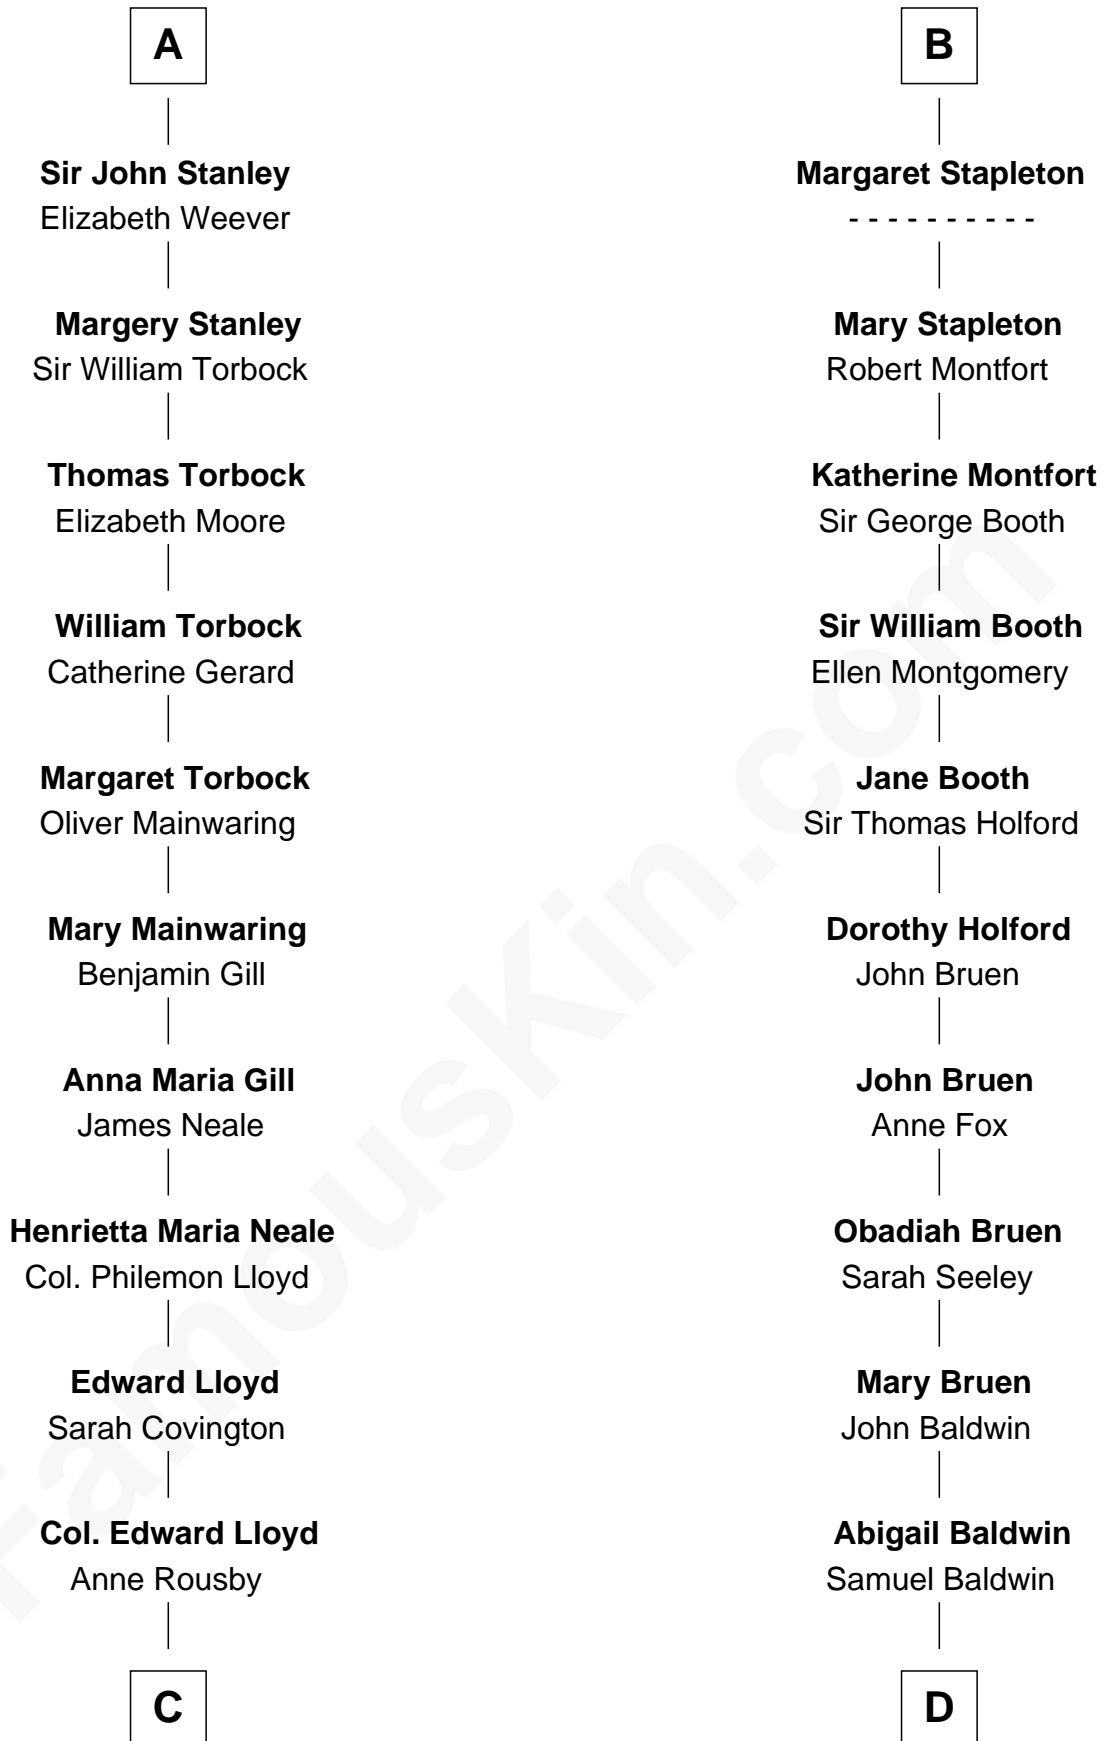 A
Sir John Stanley
Elizabeth Weever
Margery Stanley
Sir William Torbock
Thomas Torbock
Elizabeth Moore
William Torbock
Catherine Gerard
Margaret Torbock
Oliver Mainwaring
Mary Mainwaring
Benjamin Gill
Anna Maria Gill
James Neale
Henrietta Maria Neale
Col. Philemon Lloyd
Edward Lloyd
Sarah Covington
Col. Edward Lloyd
Anne Rousby
C
B
Margaret Stapleton
- - - - - - - - - -
Mary Stapleton
Robert Montfort
Katherine Montfort
Sir George Booth
Sir William Booth
Ellen Montgomery
Jane Booth
Sir Thomas Holford
Dorothy Holford
John Bruen
John Bruen
Anne Fox
Obadiah Bruen
Sarah Seeley
Mary Bruen
John Baldwin
Abigail Baldwin
Samuel Baldwin
D
FamousKin.com